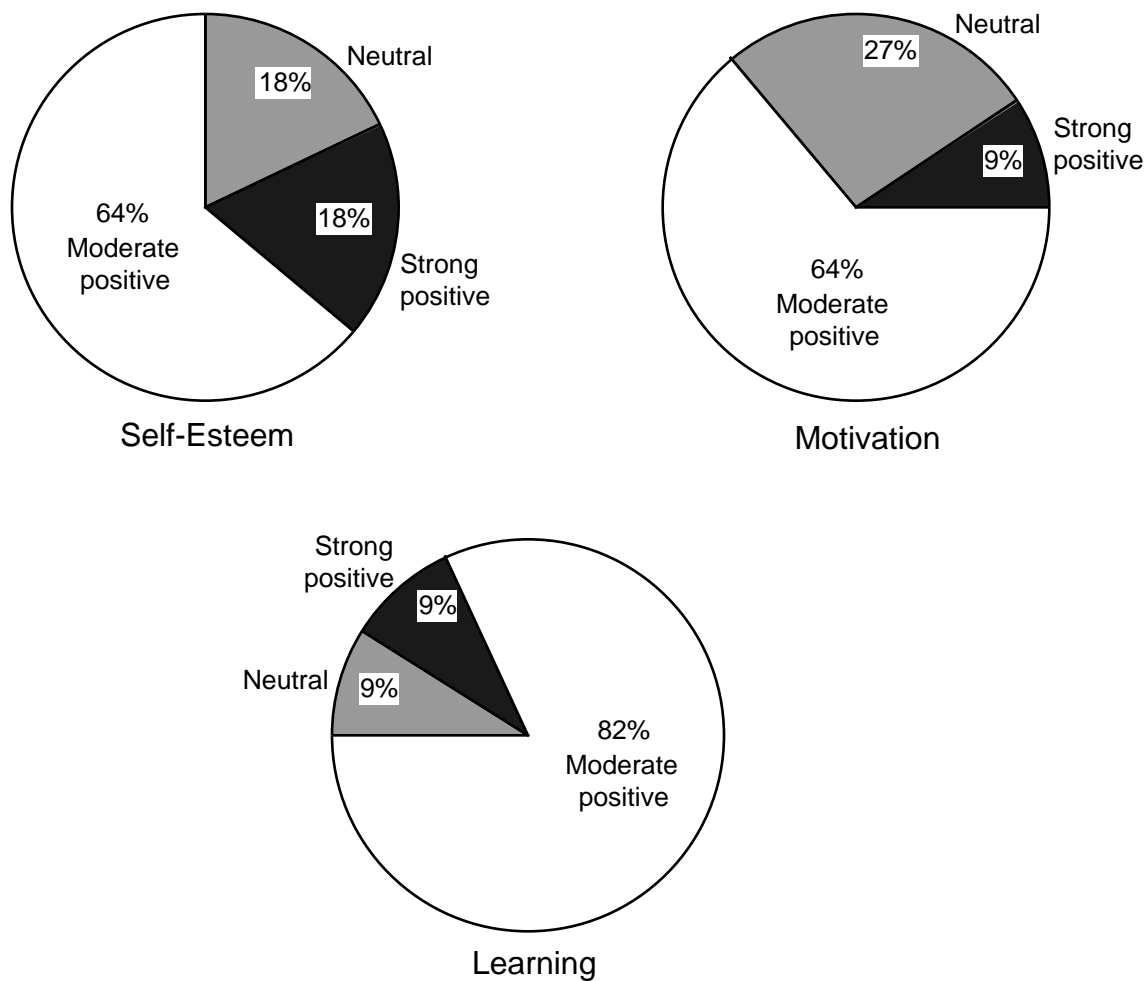 Neutral
18%
18%
Strong
positive
64%
Moderate
positive
Self-Esteem
Neutral
27%
Strong
positive
9%
64%
Moderate
positive
Motivation
Strong
positive
9%
Neutral
9%
82%
Moderate
positive
Learning